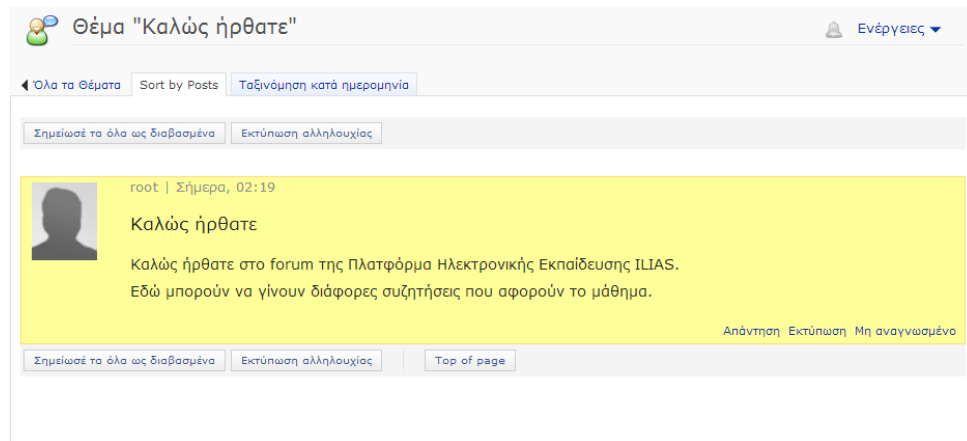 Θέμα "Καλώς ήρθατε"
Ενέργειες
Όλα τα Θέματα Sort by Posts Ταξινόμηση κατά ημερομηνία
Σημείωσέ τα όλα ως διαβασμένα Εκτύπωση αλληλουχίας
root | Σήμερα, 02:19
Καλώς ήρθατε
Καλώς ήρθατε στο forum της Πλατφόρμα Ηλεκτρονικής Εκπαίδευσης ILIAS.
Εδώ μπορούν να γίνουν διάφορες συζητήσεις που αφορούν το μάθημα.
Απάντηση Εκτύπωση Μη αναγνωσμένο
Σημείωσέ τα όλα ως διαβασμένα Εκτύπωση αλληλουχίας Top of page